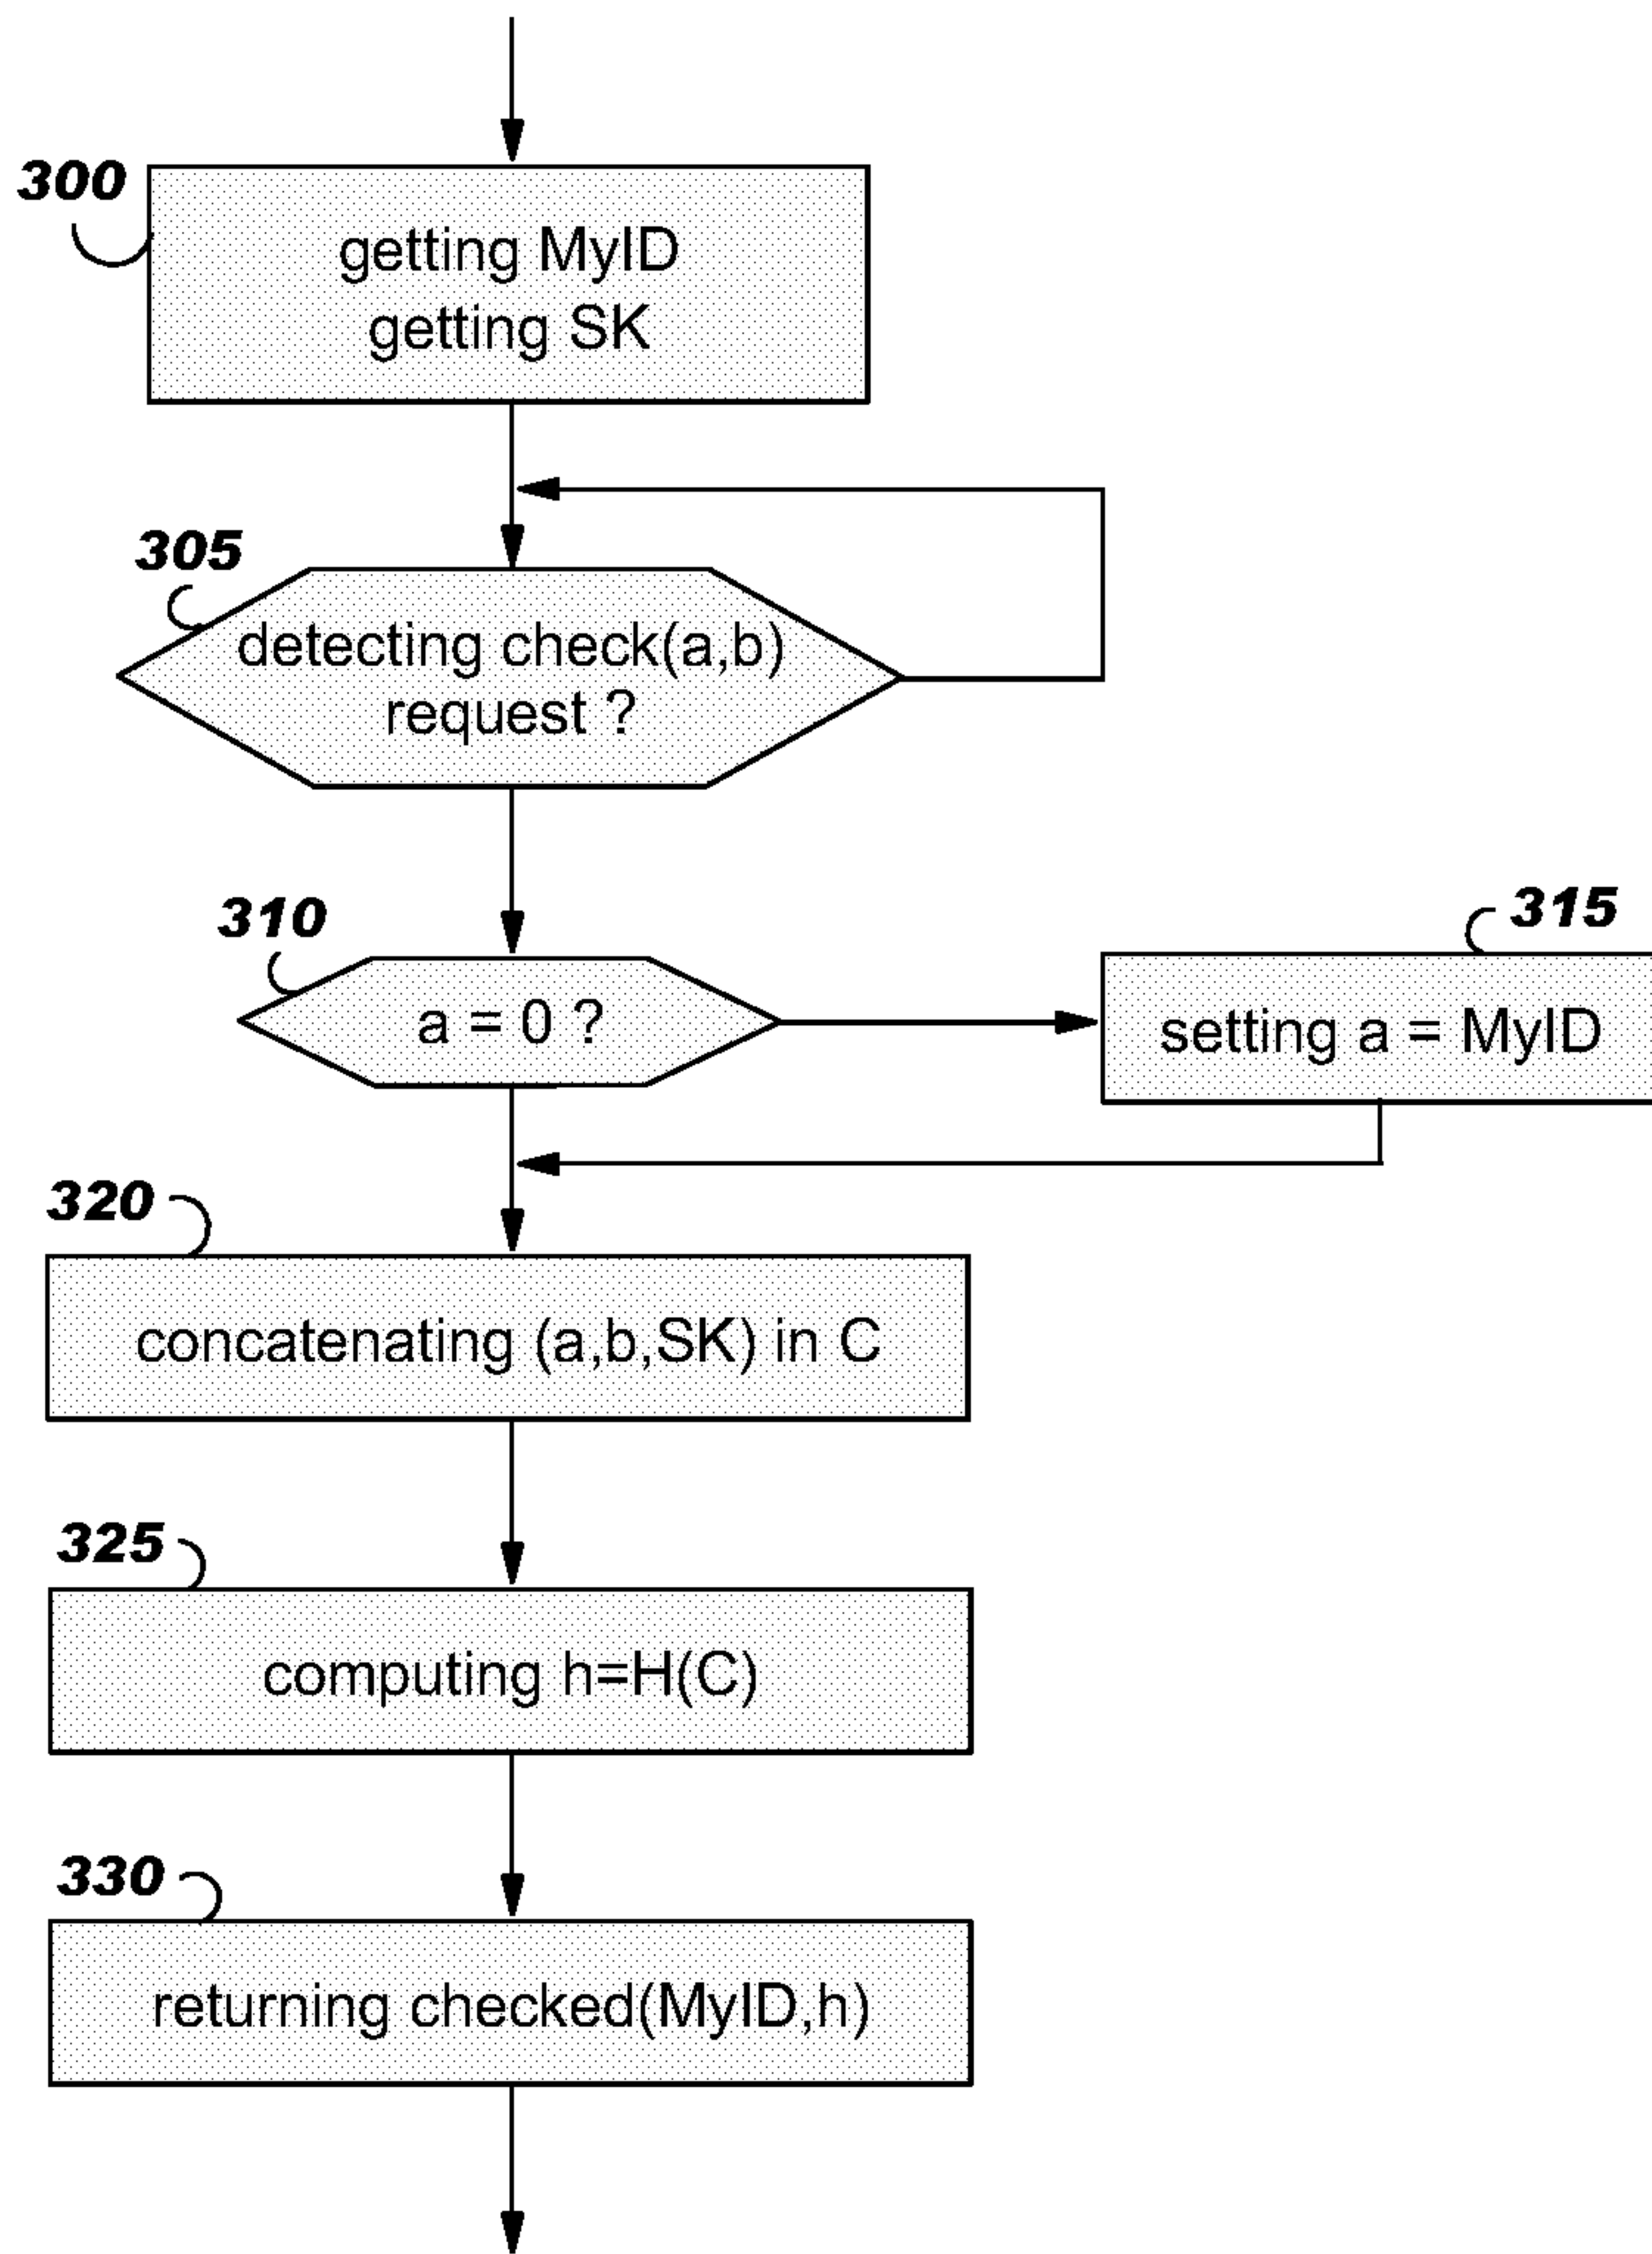 300
getting MyID
getting SK
305
detecting check(a,b)
request ?
310
a = 0 ?
315
setting a = MyID
320
concatenating (a,b,SK) in C
325
computing h=H(C)
330
returning checked(MyID,h)